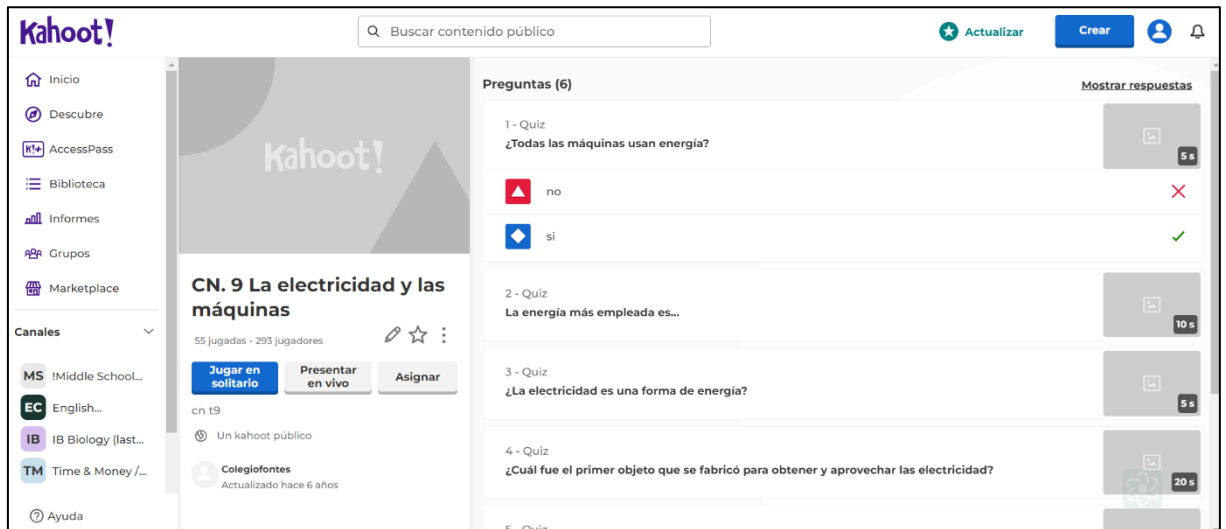 Kahoot!
Buscar contenido público
Actualizar
Crear
Inicio
Descubre
K!+ AccessPass
Biblioteca
Informes
Grupos
Marketplace
Canales
MS !Middle School...
EC English...
IB IB Biology (last...
TM Time & Money /...
Ayuda
Kahoot!
CN. 9 La electricidad y las
máquinas
55 jugadas · 293 jugadores
Jugar en
solitario
Presentar
en vivo
Asignar
cn t9
Un kahoot público
Colegiofontes
Actualizado hace 6 años
Preguntas (6)
Mostrar respuestas
1 - Quiz
¿Todas las máquinas usan energía?
5 s
no
si
2 - Quiz
La energía más empleada es...
10 s
3 - Quiz
¿La electricidad es una forma de energía?
5 s
4 - Quiz
¿Cuál fue el primer objeto que se fabricó para obtener y aprovechar las electricidad?
20 s
5 - Quiz